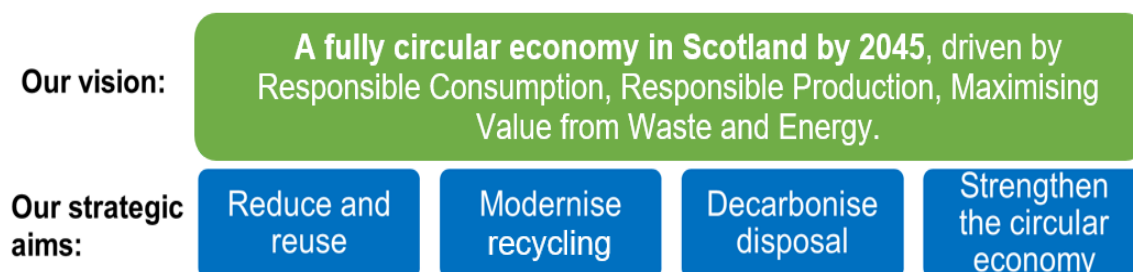 Our vision:
A fully circular economy in Scotland by 2045, driven by
Responsible Consumption, Responsible Production, Maximising
Value from Waste and Energy.
Our strategic
aims:
Reduce and
reuse
Modernise
recycling
Decarbonise
disposal
Strengthen
the circular
economy